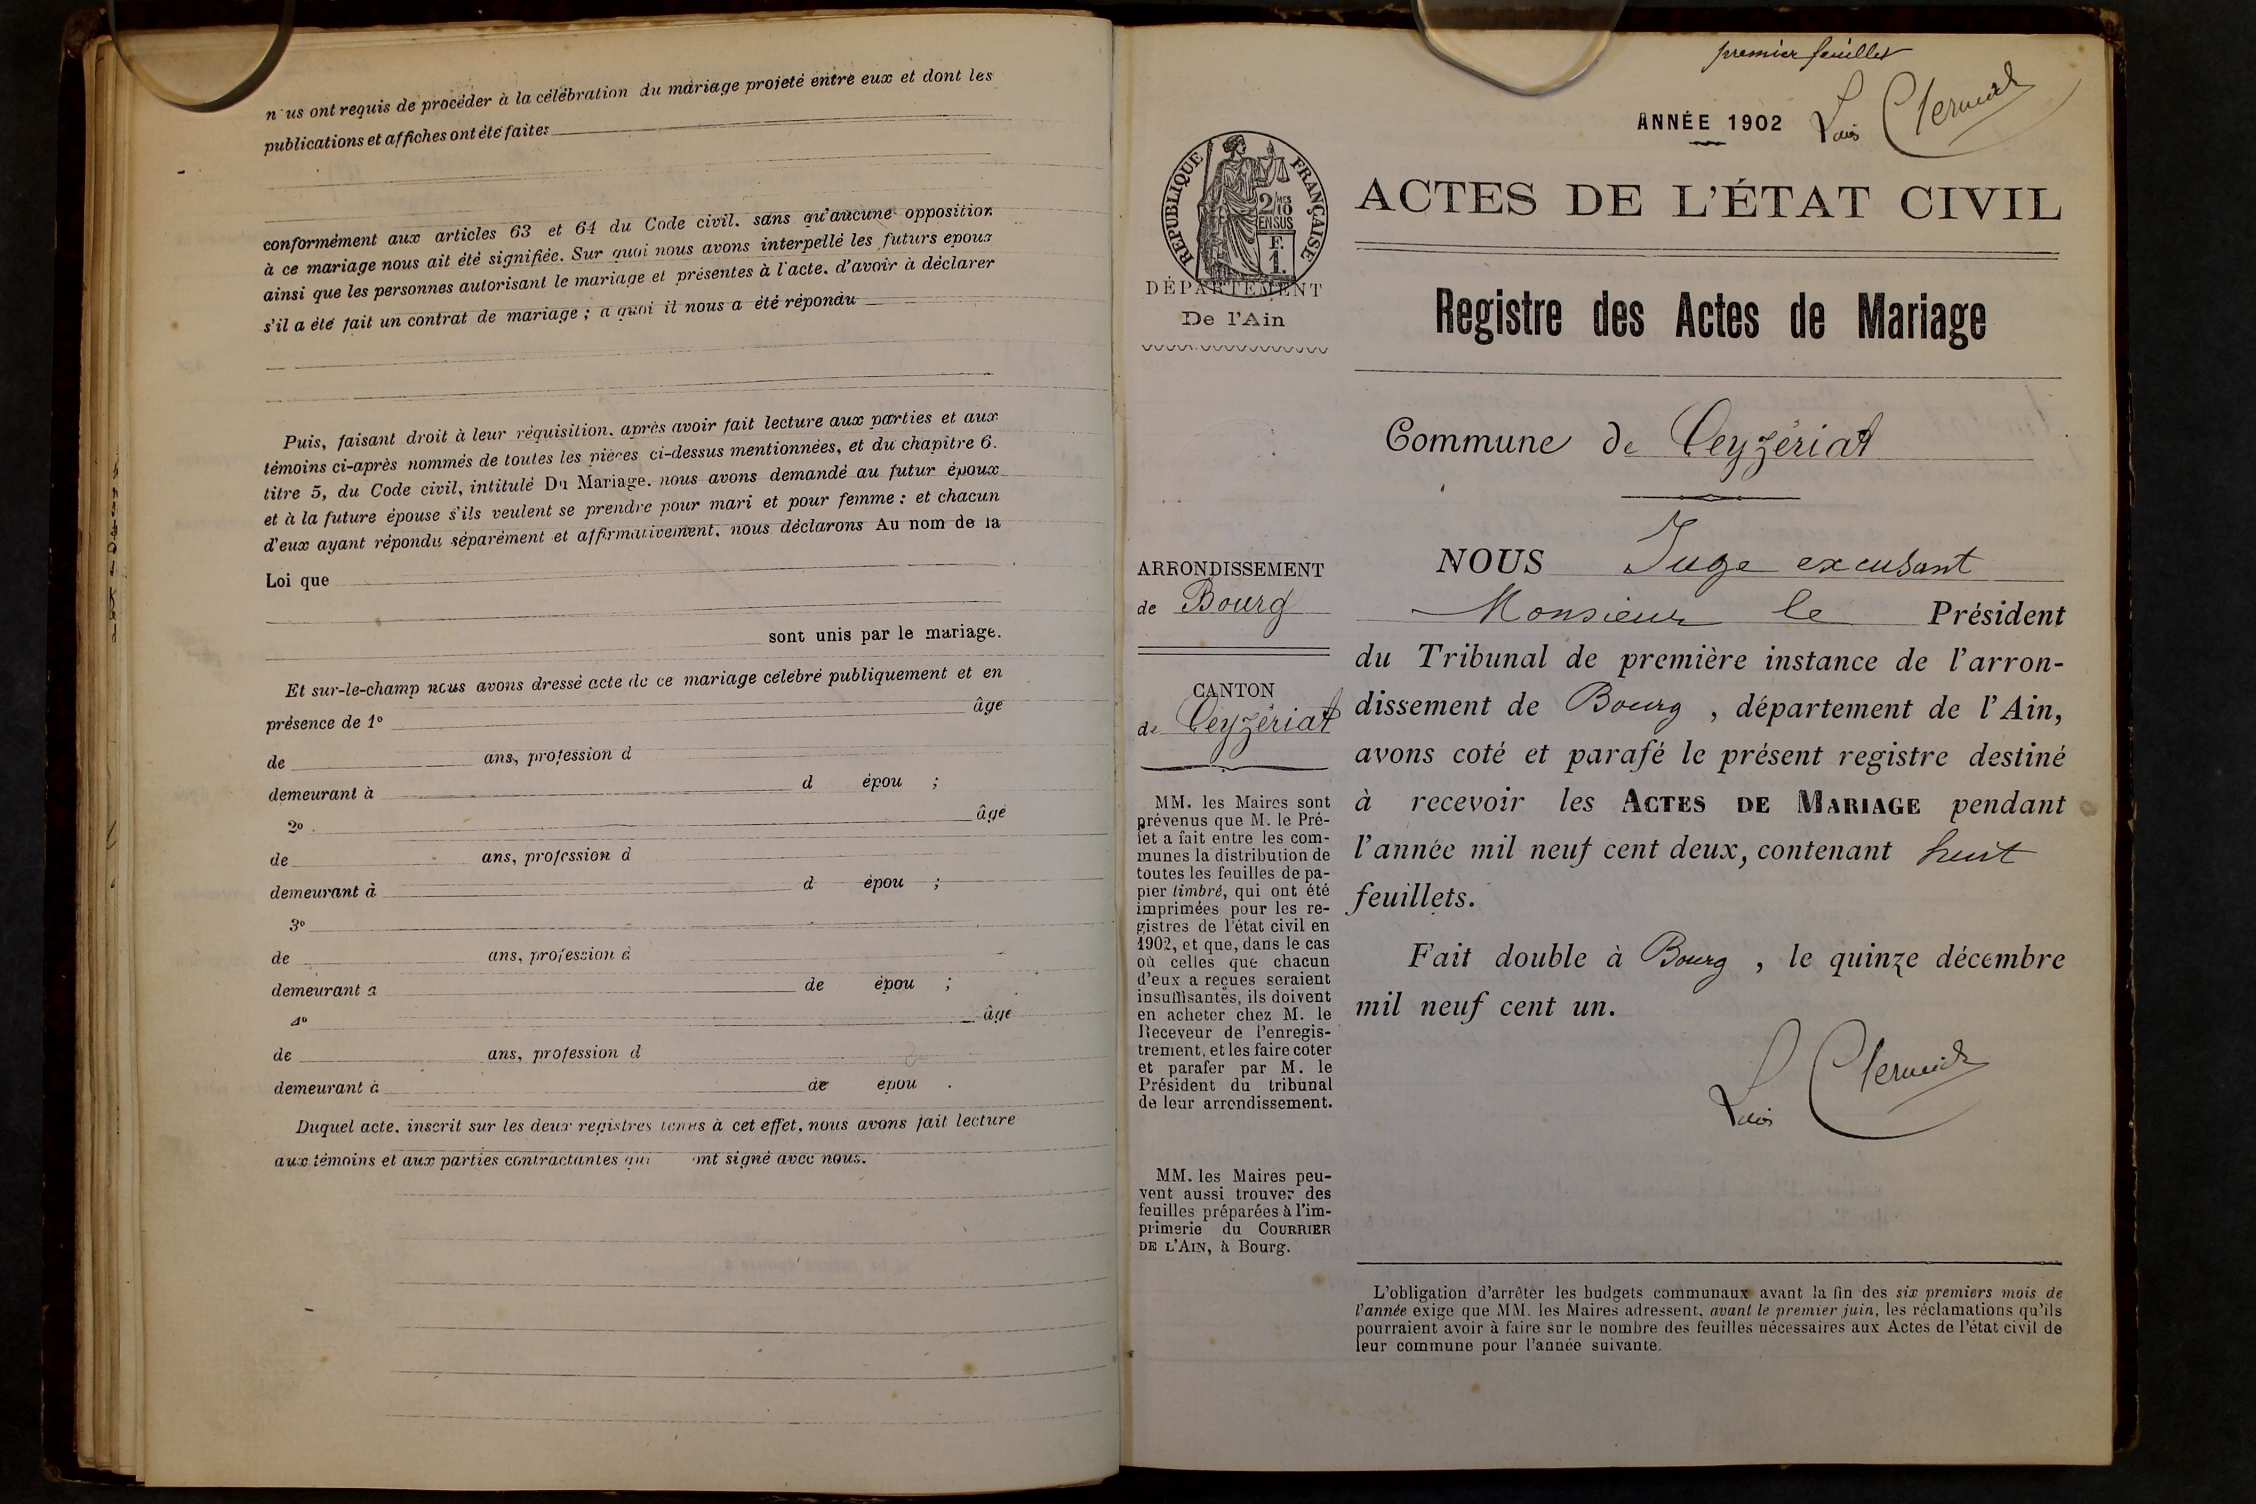 nous ont requis de procéder à la célébration du mariage projeté entre eux et dont les
publications et affiches ont été faites
conformément aux articles 63 et 64 du Code civil. sans qu'aucune opposition
à ce mariage nous ait été signifiée. Sur quoi nous avons interpellé les futurs epoux
ainsi que les personnes autorisant le mariage et présentes à l'acte. d'avoir à déclarer
s'il a été fait un contrat de mariage ; a quoi il nous a été répondu
Puis, faisant droit à leur réquisition. après avoir fait lecture aux parties et aux
témoins ci-après nommés de toutes les pièces ci-dessus mentionnées, et du chapitre 6.
titre 5, du Code civil, intitulé Du Mariage. nous avons demandé au futur époux
et à la future épouse s'ils veulent se prendre pour mari et pour femme : et chacun
d'eux ayant répondu séparément et affirmativement. nous déclarons Au nom de la
Loi que
sont unis par le mariage.
Et sur-le-champ nous avons dressé acte de ce mariage célébré publiquement et en
présence de 1º âgé
de ans, profession d
demeurant à d épou ;
2º âgé
de ans, profession d
demeurant à d épou ;
3º
de ans, profession d
demeurant a de épou ;
4º âgé
de ans, profession d
demeurant à de épou .
Duquel acte. inscrit sur les deux registres tenus à cet effet, nous avons fait lecture
aux témoins et aux parties contractantes qui ont signé avec nous.
premier feuillet
ANNÉE 1902
Louis
RÉPUBLIQUE FRANÇAISE
2/10
EN SUS
F.
1.
ACTES DE L'ÉTAT CIVIL
DÉPARTEMENT
De l'Ain
Registre des Actes de Mariage
Commune de Ceyzériat
ARRONDISSEMENT
de Bourg
CANTON
de Ceyzériat
MM. les Maires sont
prévenus que M. le Pré-
fet a fait entre les com-
munes la distribution de
toutes les feuilles de pa-
pier timbré, qui ont été
imprimées pour les re-
gistres de l'état civil en
1902, et que, dans le cas
où celles que chacun
d'eux a reçues seraient
insuffisantes, ils doivent
en acheter chez M. le
Receveur de l'enregis-
trement, et les faire coter
et parafer par M. le
Président du tribunal
de leur arrondissement.
MM. les Maires peu-
vent aussi trouver des
feuilles préparées à l'im-
primerie du COURRIER
DE L'AIN, à Bourg.
NOUS Juge excusant
Monsieur le Président
du Tribunal de première instance de l'arron-
dissement de Bourg , département de l'Ain,
avons coté et parafé le présent registre destiné
à recevoir les ACTES DE MARIAGE pendant
l'année mil neuf cent deux, contenant huit
feuillets.
Fait double à Bourg , le quinze décembre
mil neuf cent un.
Louis
L'obligation d'arrêter les budgets communaux avant la fin des six premiers mois de
l'année exige que MM. les Maires adressent, avant le premier juin, les réclamations qu'ils
pourraient avoir à faire sur le nombre des feuilles nécessaires aux Actes de l'état civil de
leur commune pour l'année suivante.